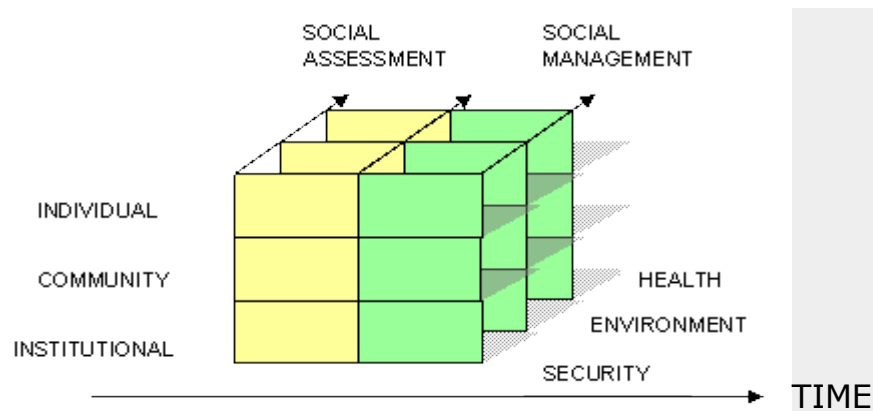 SOCIAL
ASSESSMENT
SOCIAL
MANAGEMENT
INDIVIDUAL
COMMUNITY
INSTITUTIONAL
HEALTH
ENVIRONMENT
SECURITY
TIME